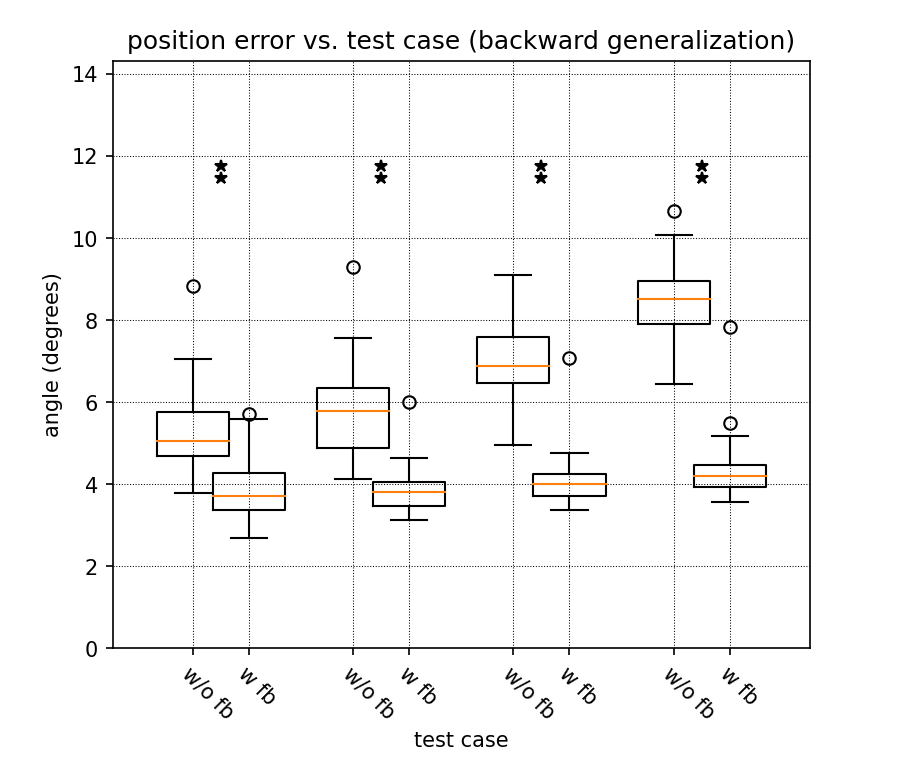 position error vs. test case (backward generalization)
14
12
10
8
6
4
2
0
angle (degrees)
w/o fb
w fb
w/o fb
w fb
w/o fb
w fb
w/o fb
w fb
test case